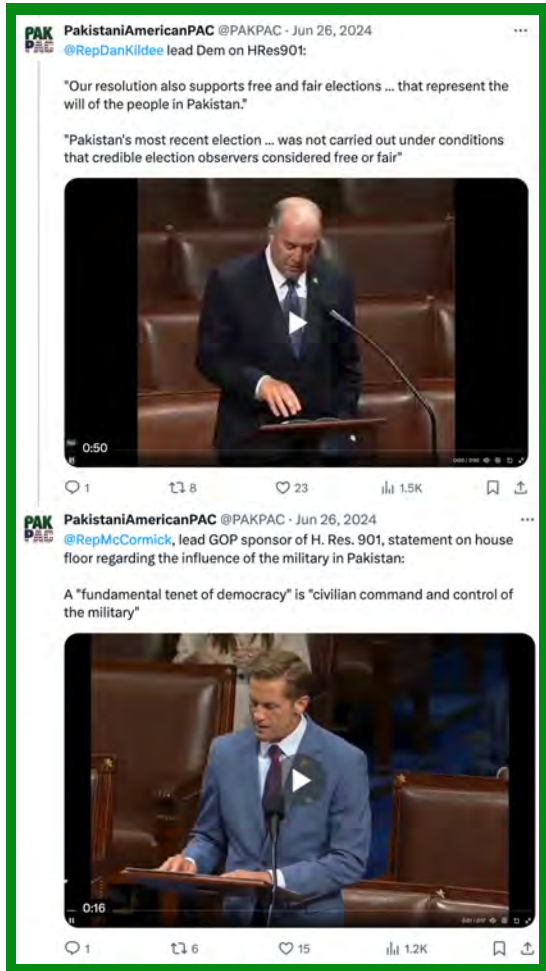 PAK
PAC
PakistaniAmericanPAC @PAKPAC · Jun 26, 2024
@RepDanKildee lead Dem on HRes901:
"Our resolution also supports free and fair elections ... that represent the
will of the people in Pakistan."
"Pakistan's most recent election ... was not carried out under conditions
that credible election observers considered free or fair"
0:50
1 8 23 1.5K
PAK
PAC
PakistaniAmericanPAC @PAKPAC · Jun 26, 2024
@RepMcCormick, lead GOP sponsor of H. Res. 901, statement on house
floor regarding the influence of the military in Pakistan:
A "fundamental tenet of democracy" is "civilian command and control of
the military"
0:16
1 6 15 1.2K